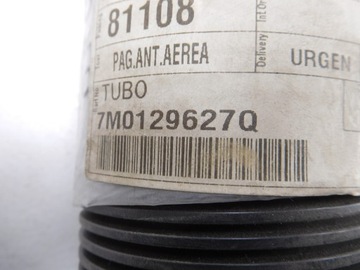 81108
Delivery
PAG.ANT.AEREA
URGEN
TUBO
7M0129627Q